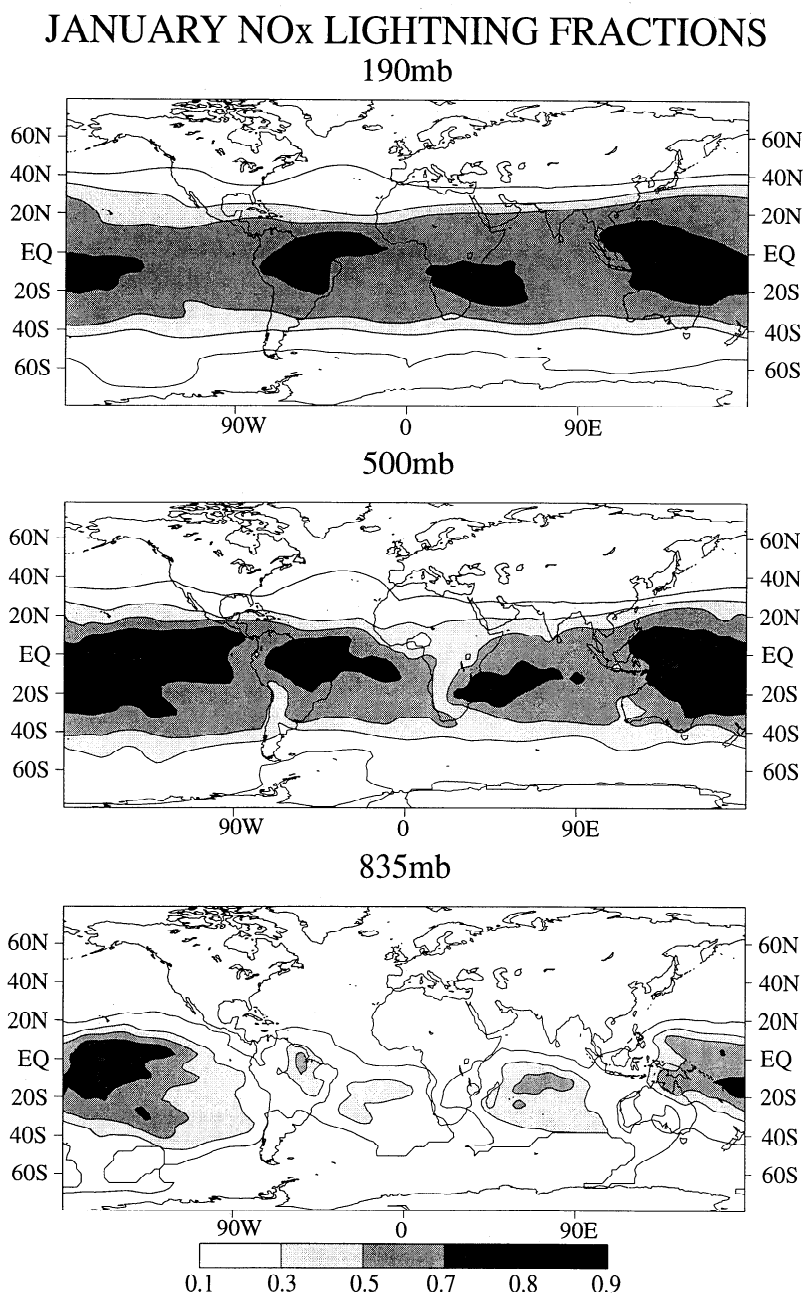 JANUARY NOx LIGHTNING FRACTIONS
190mb
60N 60N
40N 40N
20N 20N
EQ EQ
20S 20S
40S 40S
60S 60S
90W 0 90E
500mb
60N 60N
40N 40N
20N 20N
EQ EQ
20S 20S
40S 40S
60S 60S
90W 0 90E
835mb
60N 60N
40N 40N
20N 20N
EQ EQ
20S 20S
40S 40S
60S 60S
90W 0 90E
0.1 0.3 0.5 0.7 0.8 0.9